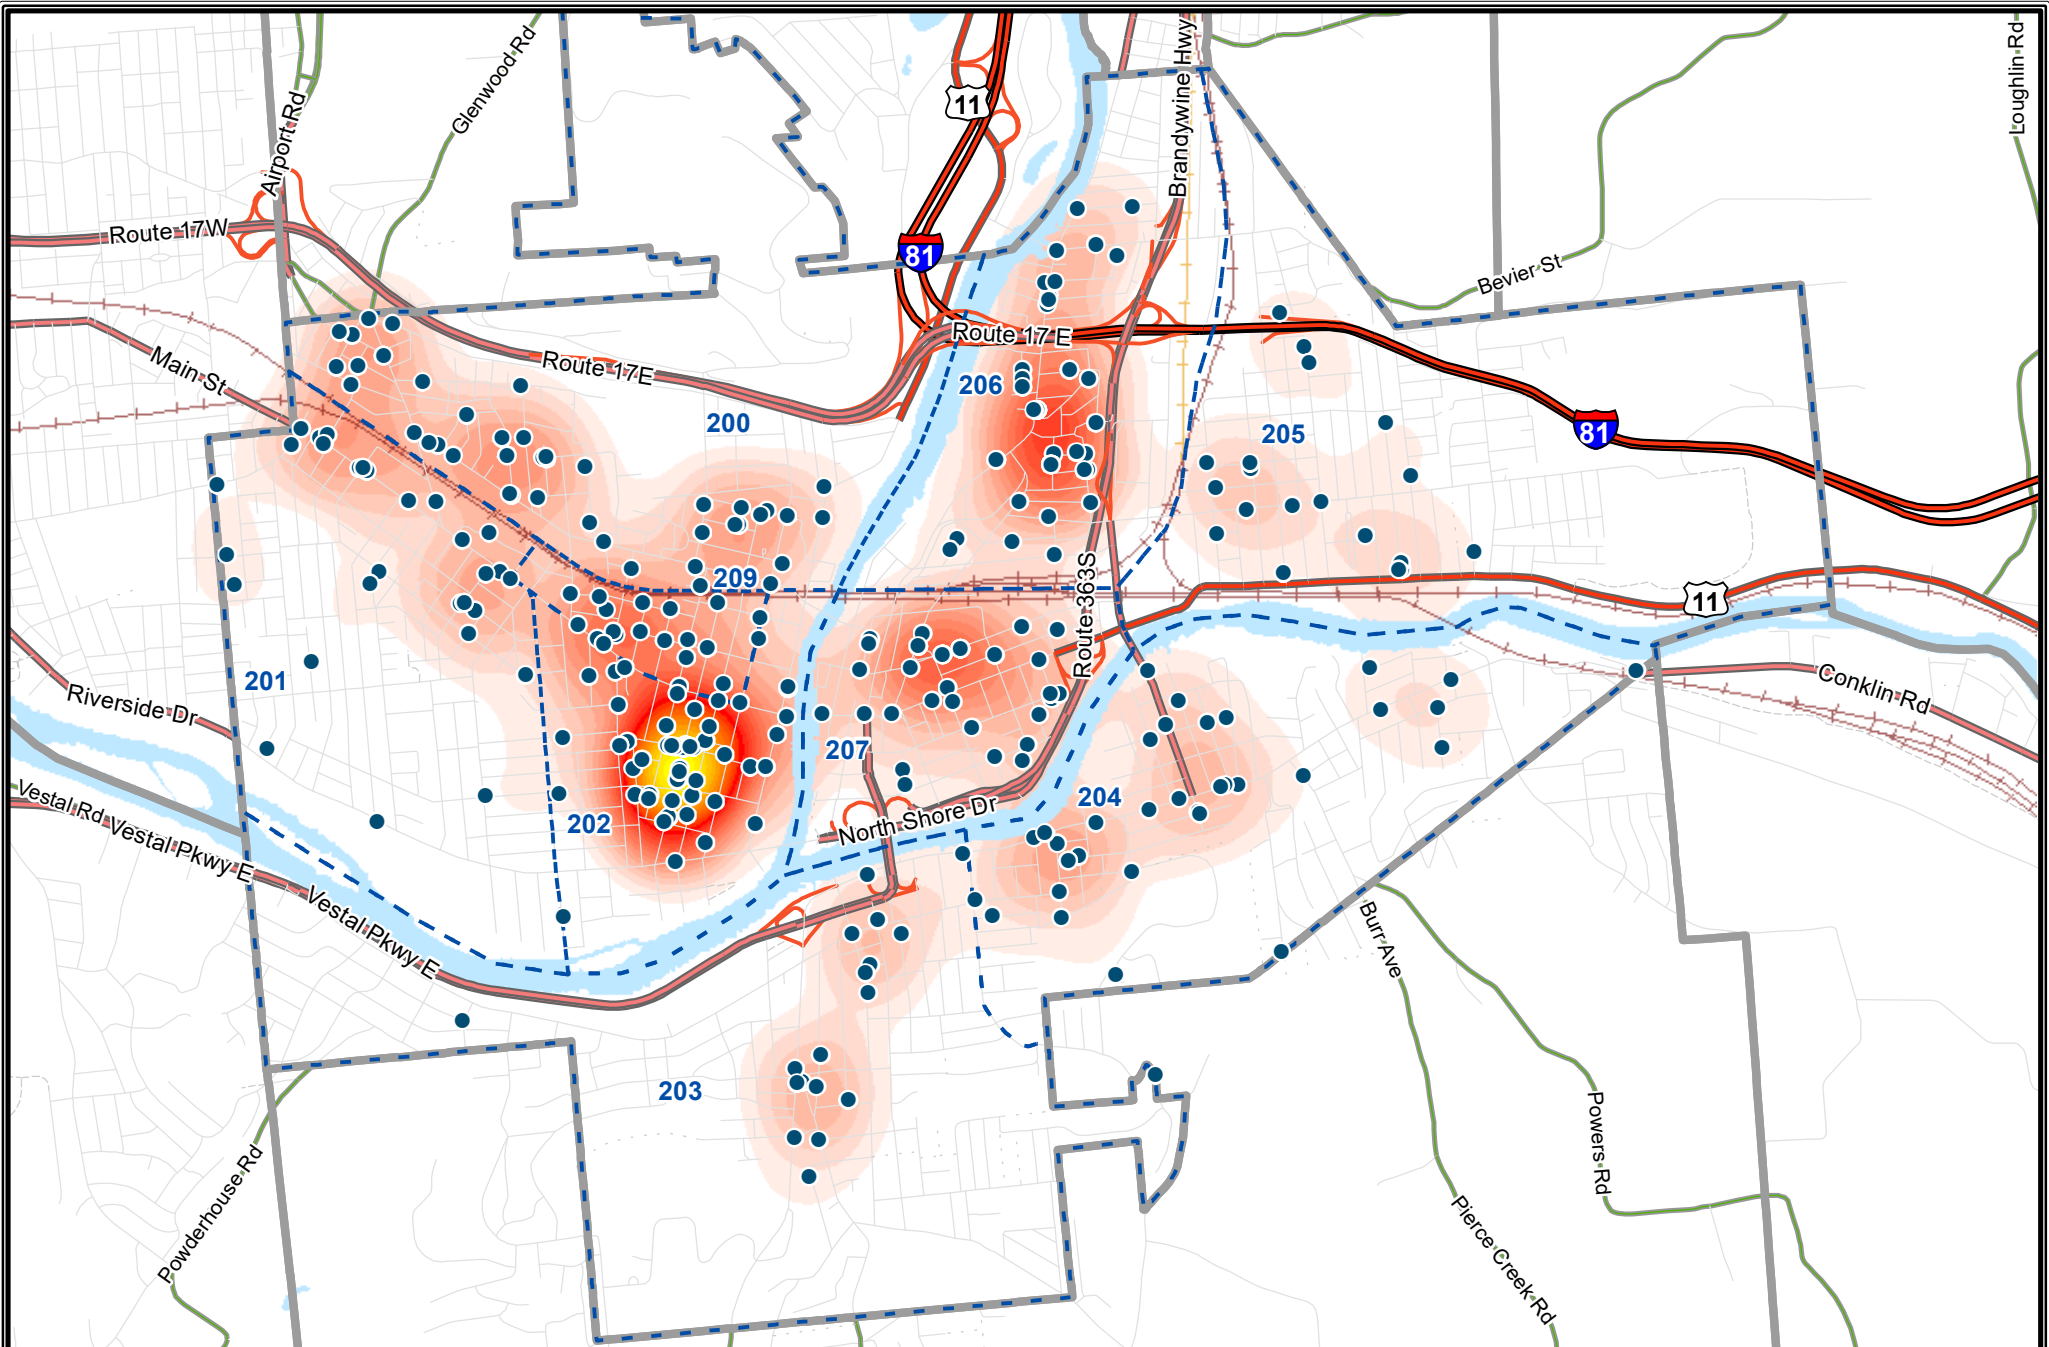 Glenwood Rd
Airport Rd
11
Brandywine Hwy
Loughlin Rd
Route 17W
81
Bevier St
Route 17 E
Main St
Route 17E
206
200
205
81
209
Route 363S
11
201
Riverside Dr
Conklin Rd
207
Vestal Rd
Vestal Pkwy E
202
North Shore Dr
204
Vestal Pkwy E
Burr Ave
203
Powers Rd
Powderhouse Rd
Pierce Creek Rd